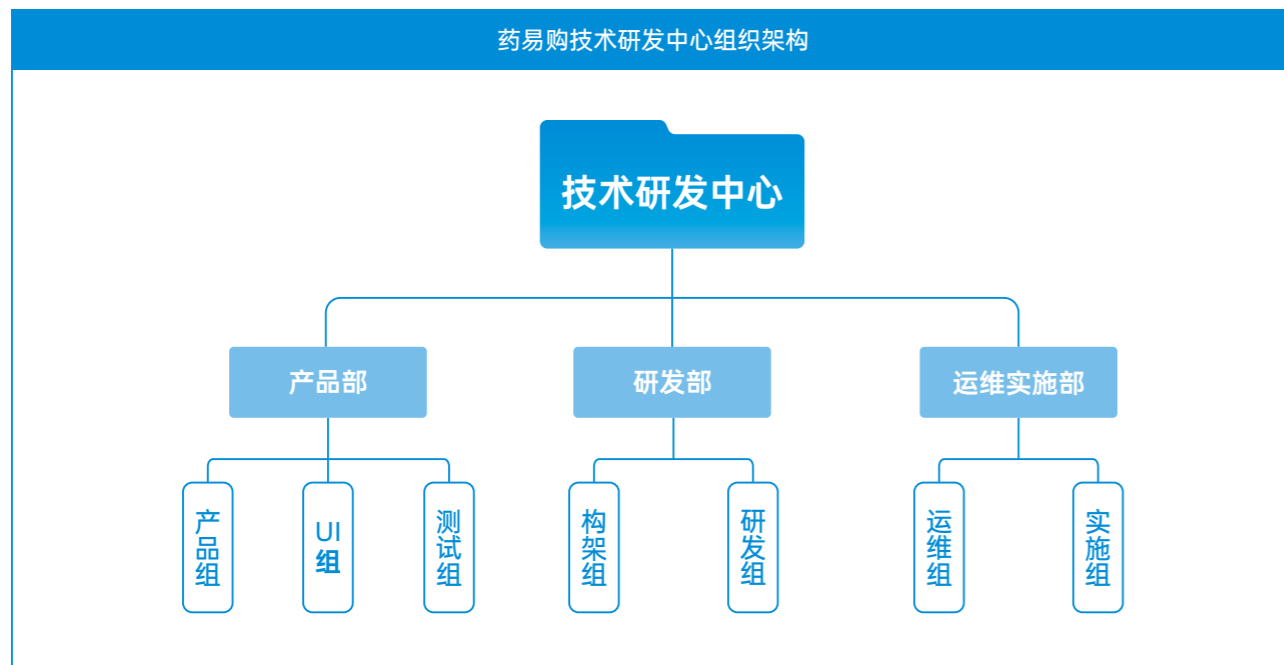 药易购技术研发中心组织架构
技术研发中心
产品部
研发部
运维实施部
产品组
UI
组
测试组
构架组
研发组
运维组
实施组